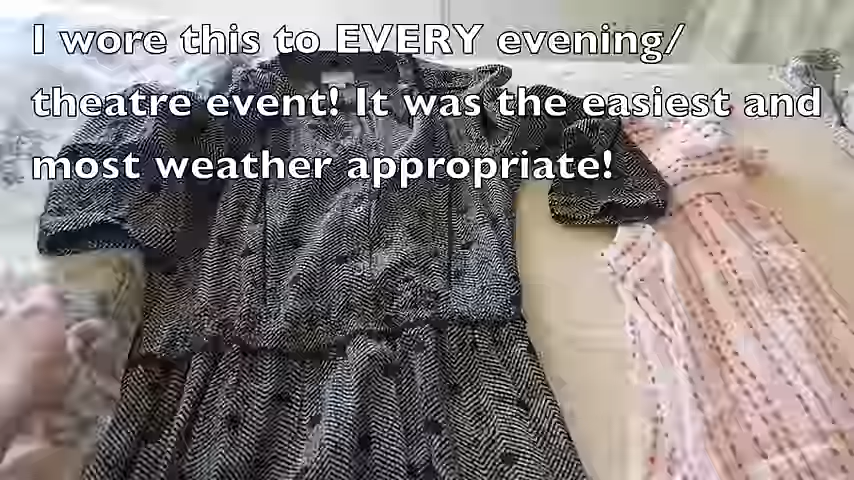 I wore this to EVERY evening/
theatre event! It was the easiest and
most weather appropriate!